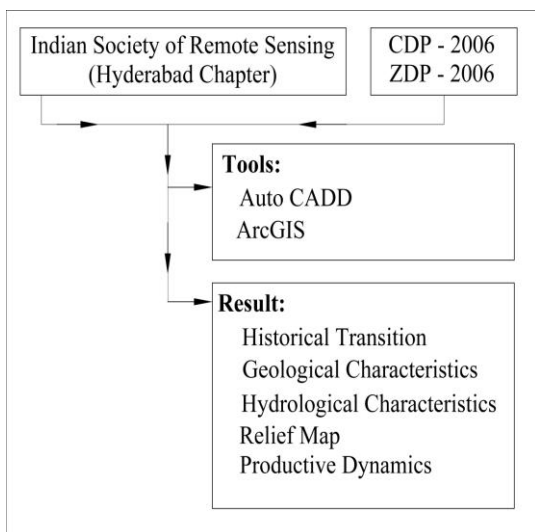 Indian Society of Remote Sensing
(Hyderabad Chapter)
CDP - 2006
ZDP - 2006
Tools:
Auto CADD
ArcGIS
Result:
Historical Transition
Geological Characteristics
Hydrological Characteristics
Relief Map
Productive Dynamics